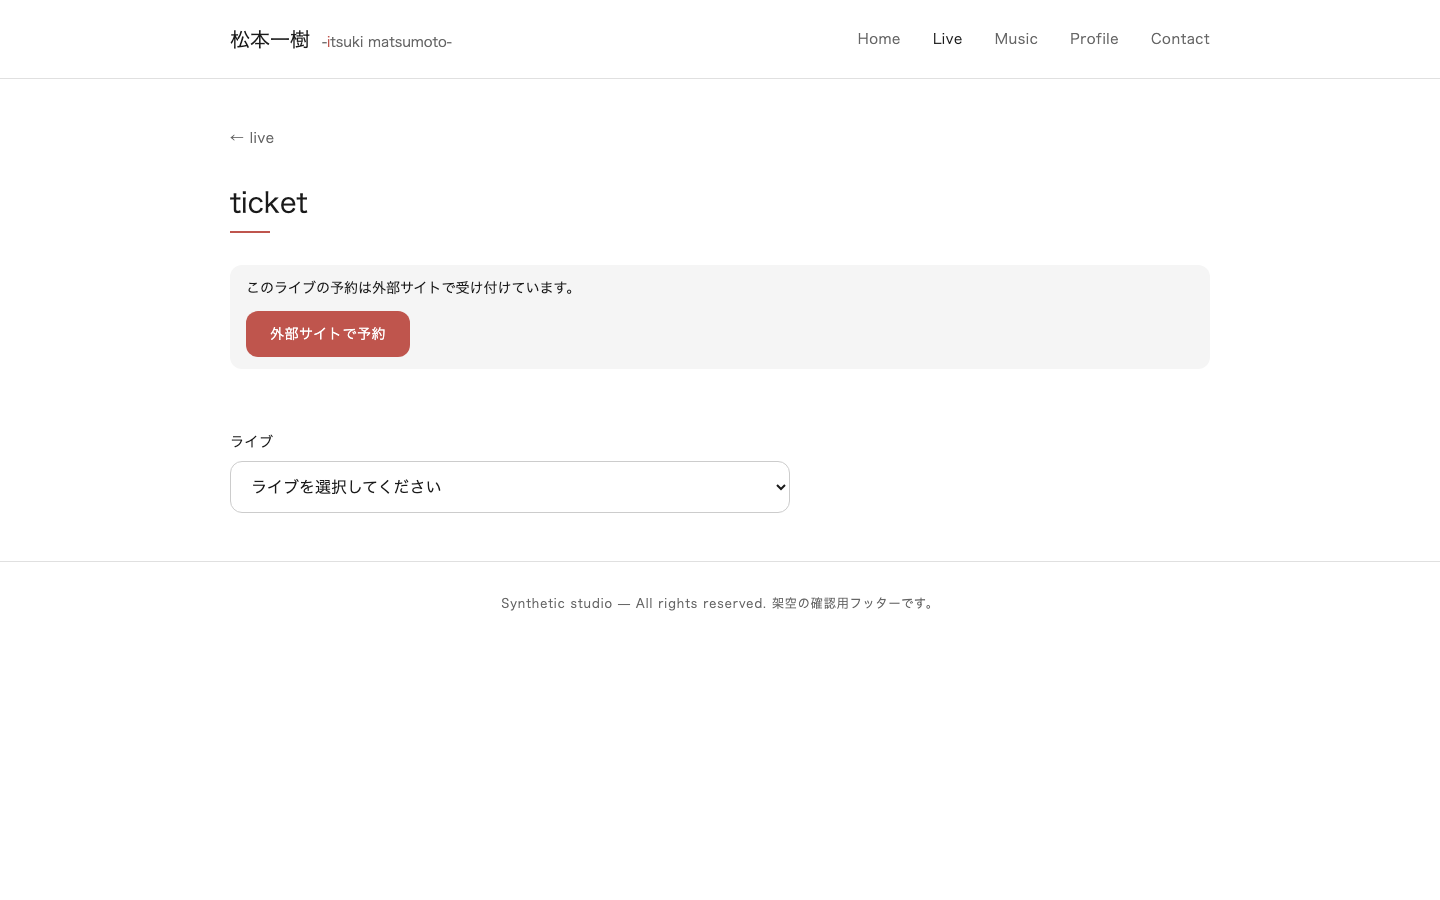 松本一樹 -itsuki matsumoto-
Home Live Music Profile Contact
← live
ticket
このライブの予約は外部サイトで受け付けています。
外部サイトで予約
ライブ
ライブを選択してください
Synthetic studio — All rights reserved. 架空の確認用フッターです。